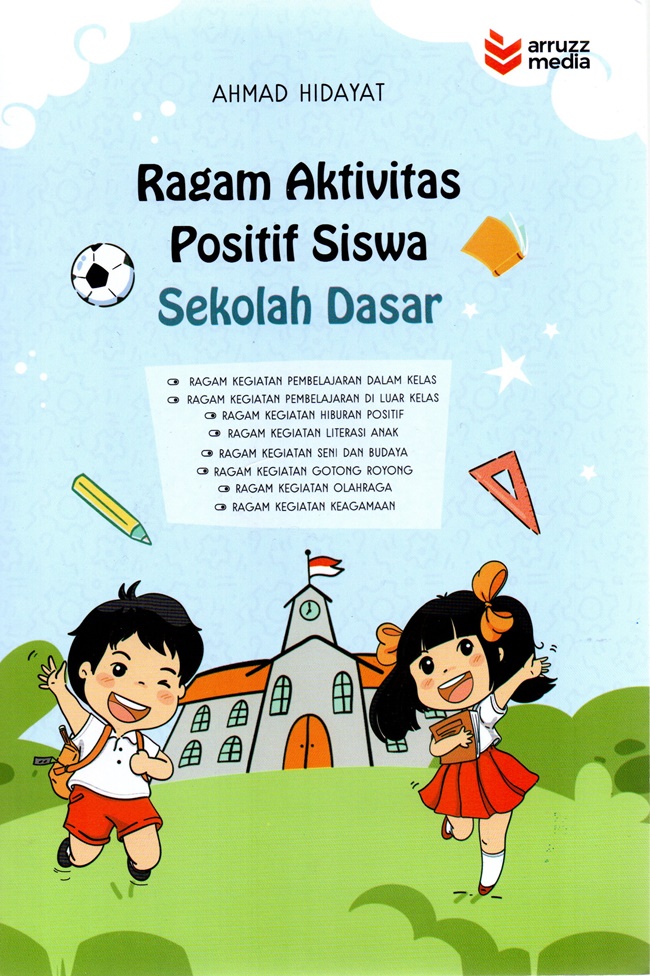 arruzz
media
AHMAD HIDAYAT
Ragam Aktivitas
Positif Siswa
Sekolah Dasar
RAGAM KEGIATAN PEMBELAJARAN DALAM KELAS
RAGAM KEGIATAN PEMBELAJARAN DI LUAR KELAS
RAGAM KEGIATAN HIBURAN POSITIF
RAGAM KEGIATAN LITERASI ANAK
RAGAM KEGIATAN SENI DAN BUDAYA
RAGAM KEGIATAN GOTONG ROYONG
RAGAM KEGIATAN OLAHRAGA
RAGAM KEGIATAN KEAGAMAAN